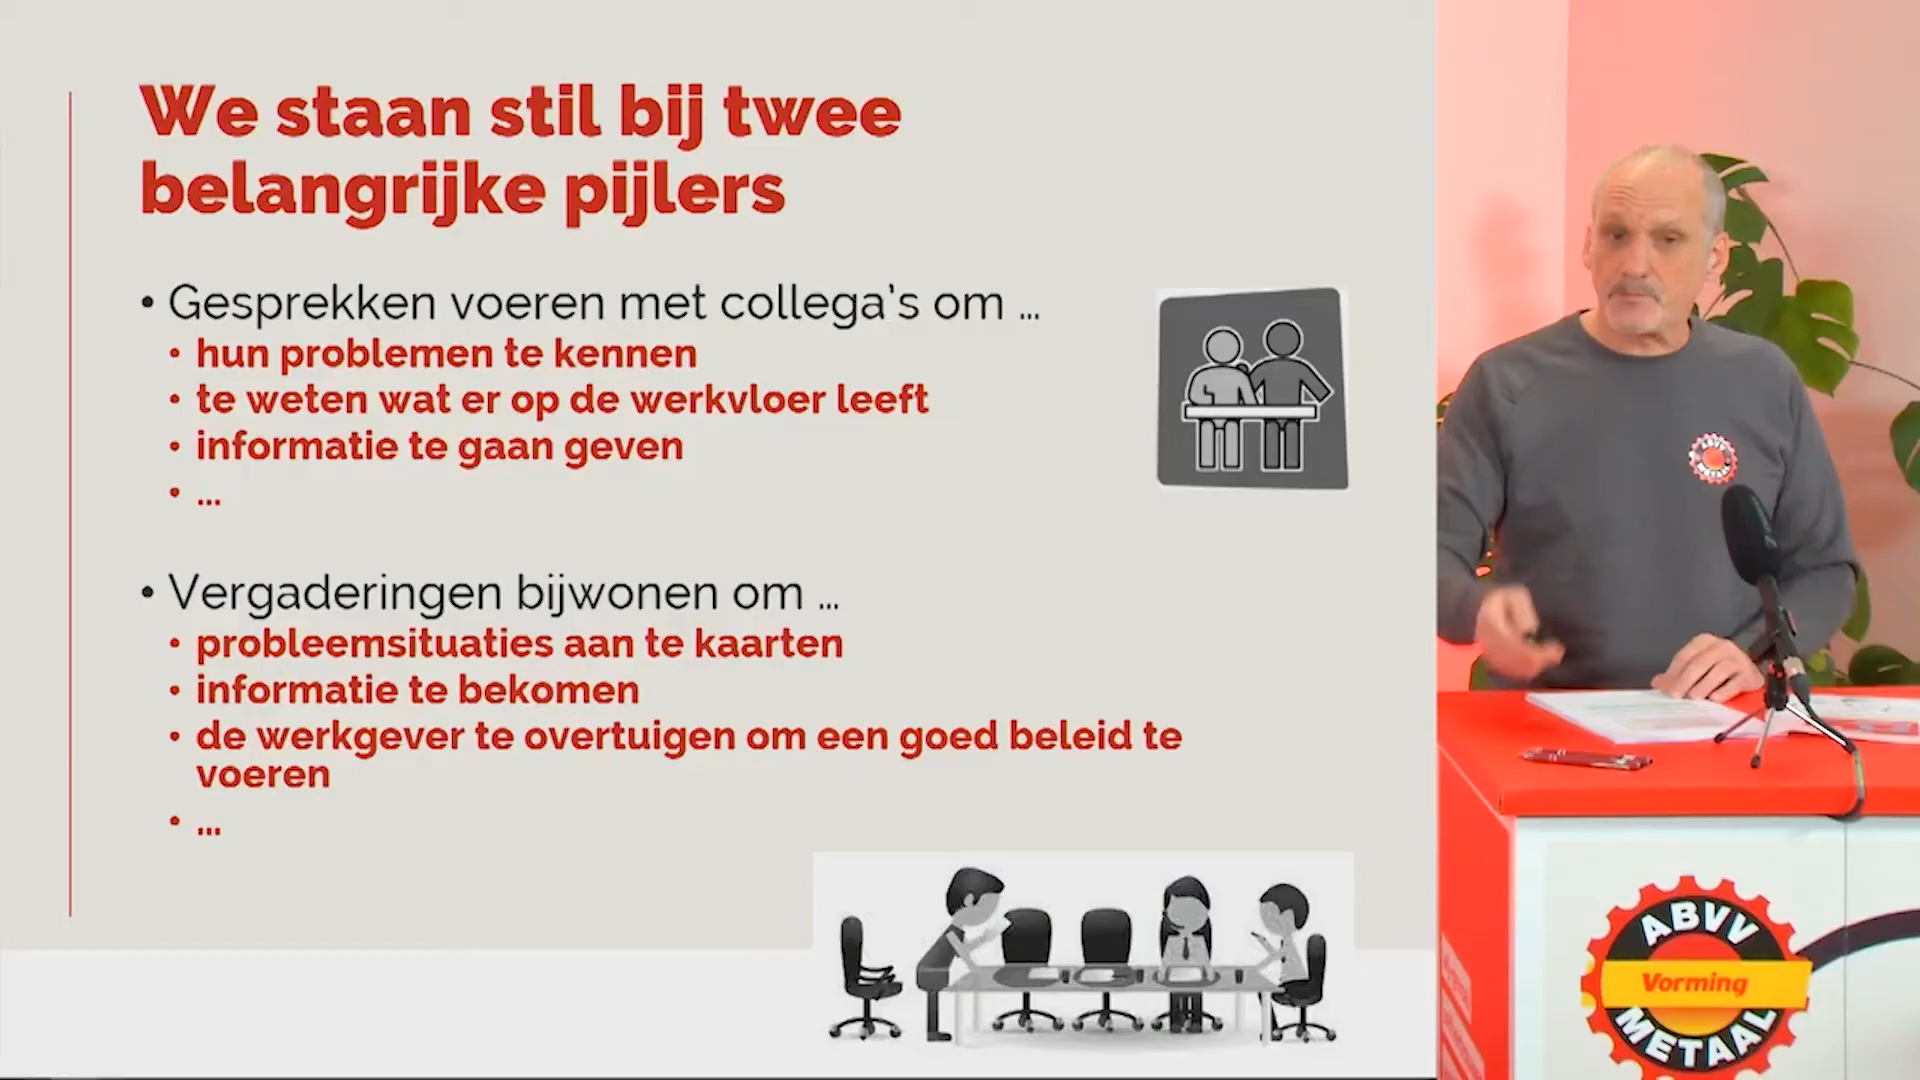 We staan stil bij twee
belangrijke pijlers
• Gesprekken voeren met collega's om ...
• hun problemen te kennen
• te weten wat er op de werkvloer leeft
• informatie te gaan geven
• ...
• Vergaderingen bijwonen om ...
• probleemsituaties aan te kaarten
• informatie te bekomen
• de werkgever te overtuigen om een goed beleid te
voeren
• ...
ABVV
METAAL
ABVV
Vorming
METAAL